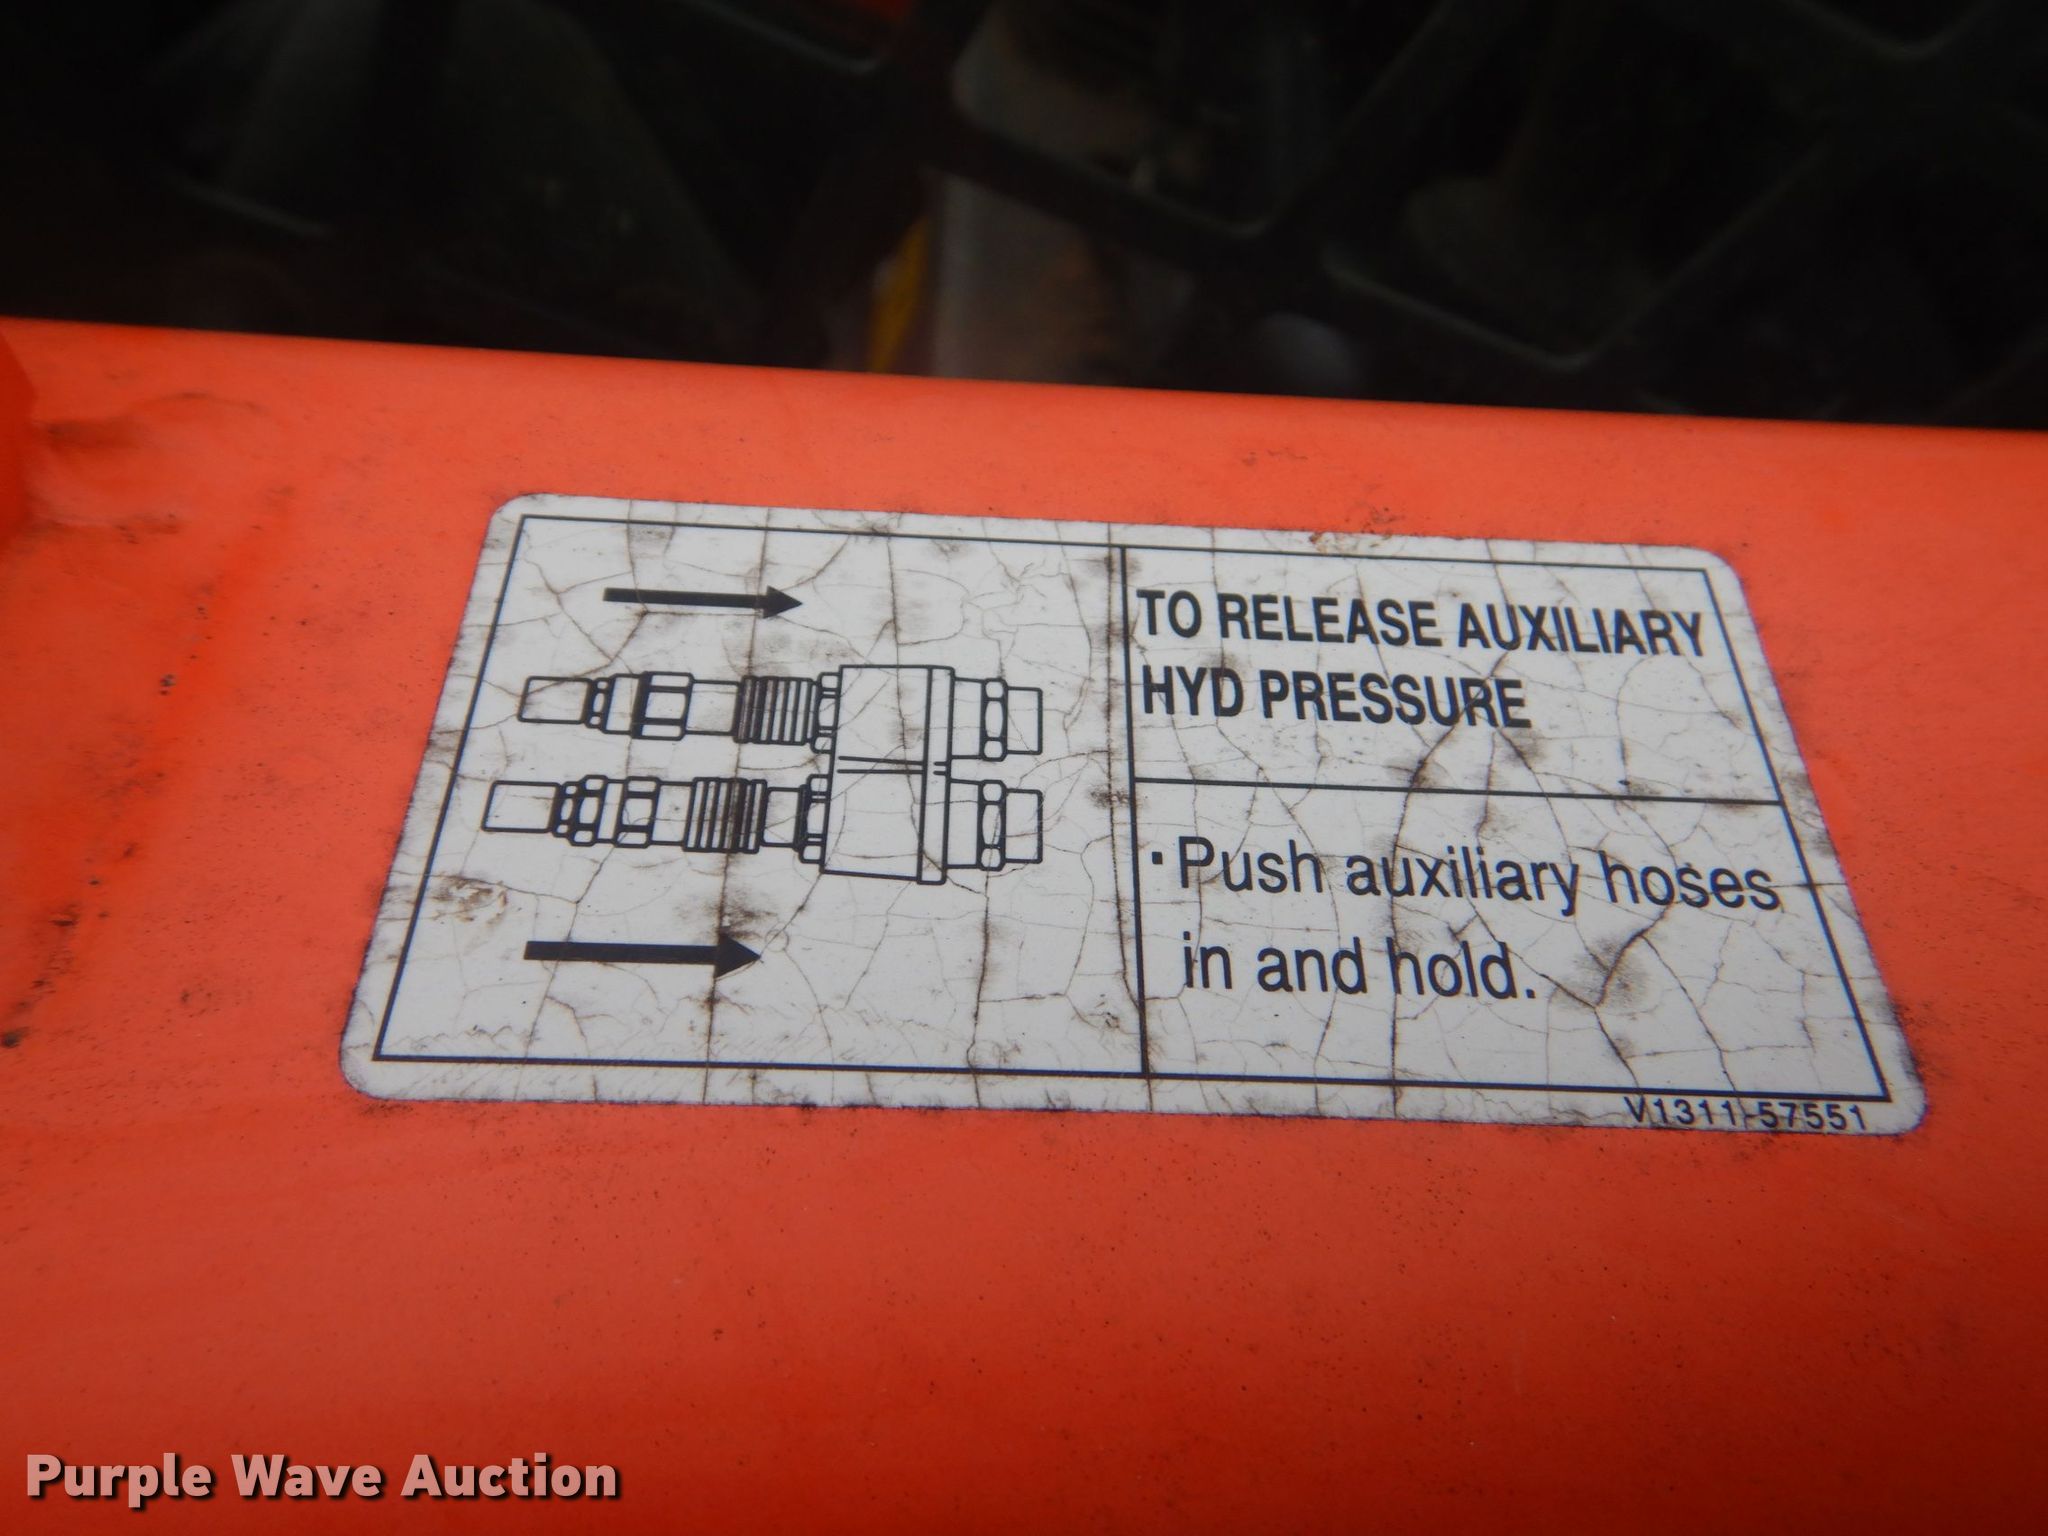 TO RELEASE AUXILIARY
HYD PRESSURE
· Push auxiliary hoses
in and hold.
V1311-57551
Purple Wave Auction